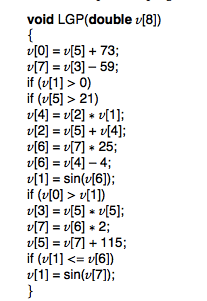 void LGP(double v[8])
{
v[0] = v[5] + 73;
v[7] = v[3] − 59;
if (v[1] > 0)
if (v[5] > 21)
v[4] = v[2] * v[1];
v[2] = v[5] + v[4];
v[6] = v[7] * 25;
v[6] = v[4] − 4;
v[1] = sin(v[6]);
if (v[0] > v[1])
v[3] = v[5] * v[5];
v[7] = v[6] * 2;
v[5] = v[7] + 115;
if (v[1] <= v[6])
v[1] = sin(v[7]);
}